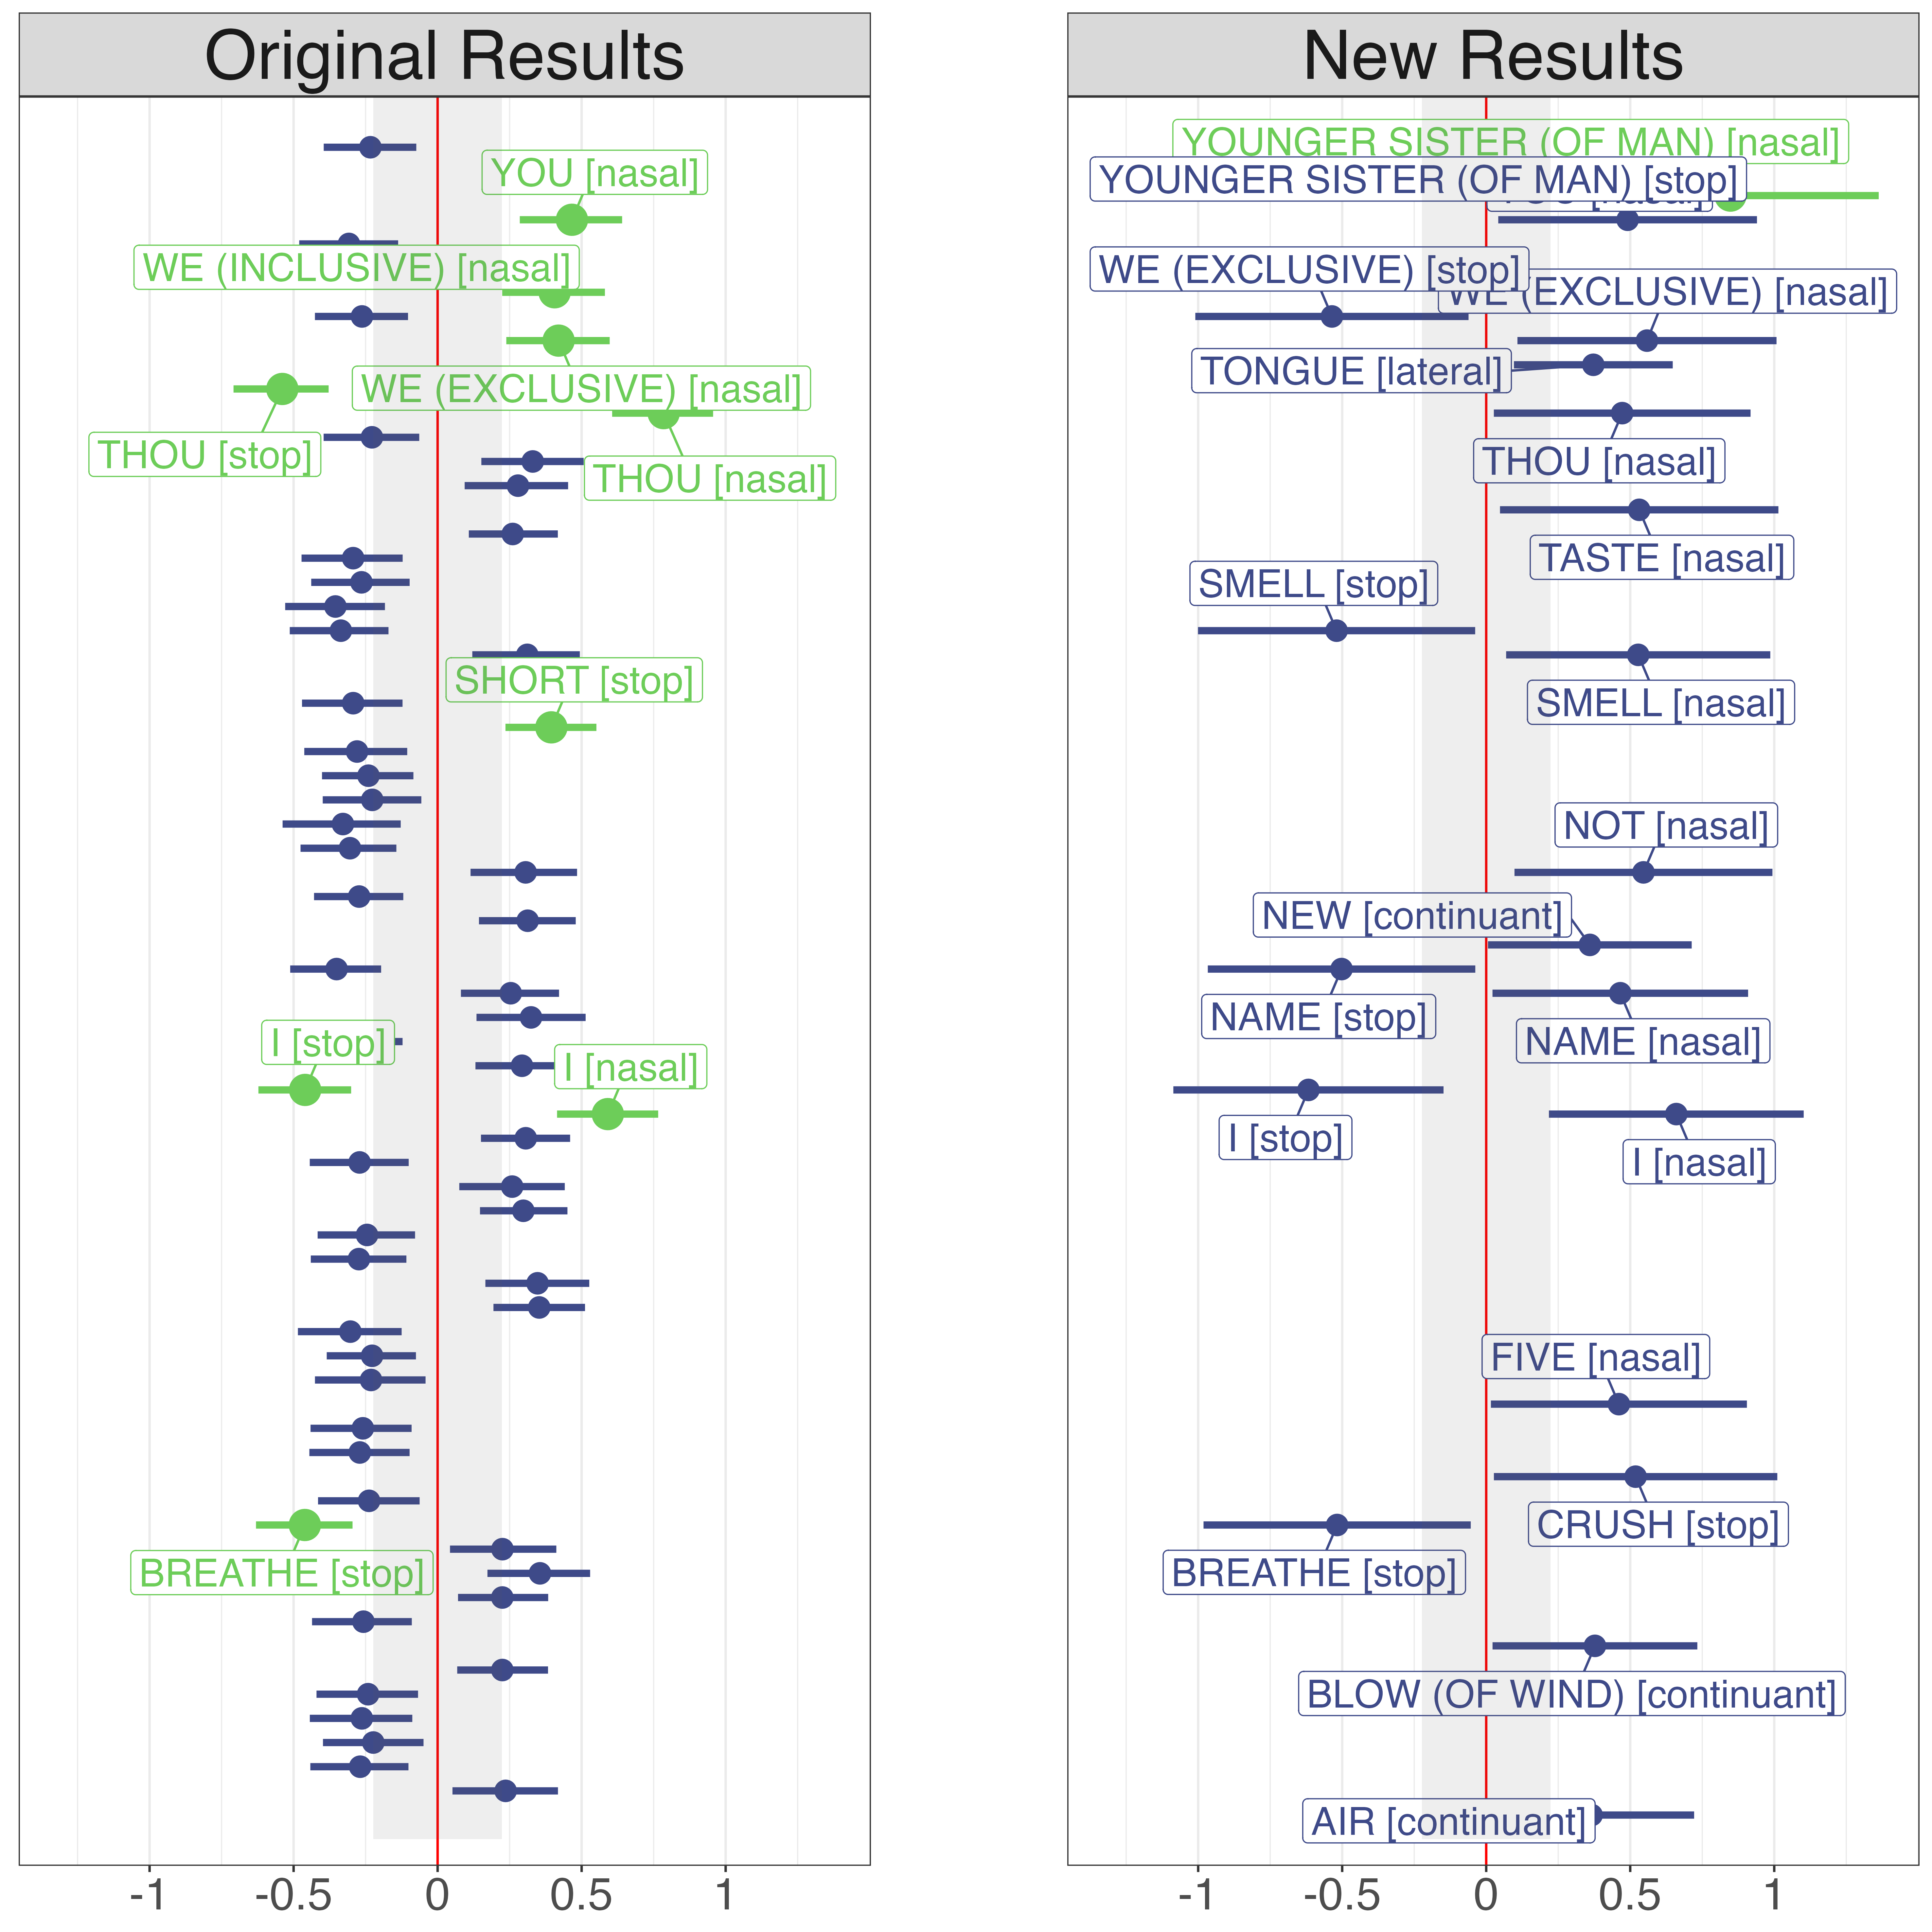 Original Results
YOU [nasal]
WE (INCLUSIVE) [nasal]
WE (EXCLUSIVE) [nasal]
THOU [stop]
THOU [nasal]
SHORT [stop]
I [stop]
I [nasal]
BREATHE [stop]
-1 -0.5 0 0.5 1
New Results
YOUNGER SISTER (OF MAN) [nasal]
YOUNGER SISTER (OF MAN) [stop]
[nasal]
WE (EXCLUSIVE) [stop]
WE (EXCLUSIVE) [nasal]
TONGUE [lateral]
THOU [nasal]
TASTE [nasal]
SMELL [stop]
SMELL [nasal]
NOT [nasal]
NEW [continuant]
NAME [stop]
NAME [nasal]
I [stop]
I [nasal]
FIVE [nasal]
CRUSH [stop]
BREATHE [stop]
BLOW (OF WIND) [continuant]
AIR [continuant]
-1 -0.5 0 0.5 1